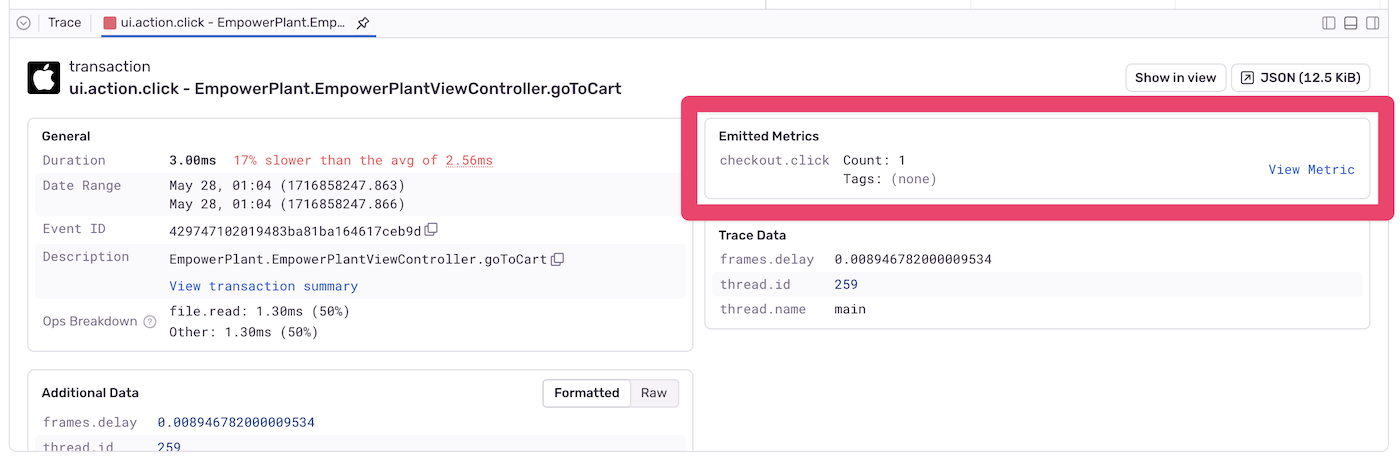 Trace
ui.action.click - EmpowerPlant.Emp...
transaction
ui.action.click - EmpowerPlant.EmpowerPlantViewController.goToCart
Show in view
JSON (12.5 KiB)
General
Duration 3.00ms 17% slower than the avg of 2.56ms
Date Range May 28, 01:04 (1716858247.863)
May 28, 01:04 (1716858247.866)
Event ID 429747102019483ba81ba164617ceb9d
Description EmpowerPlant.EmpowerPlantViewController.goToCart
View transaction summary
Ops Breakdown ? file.read: 1.30ms (50%)
Other: 1.30ms (50%)
Emitted Metrics
checkout.click Count: 1
Tags: (none)
View Metric
Trace Data
frames.delay 0.008946782000009534
thread.id 259
thread.name main
Additional Data
Formatted Raw
frames.delay 0.008946782000009534
thread.id 259